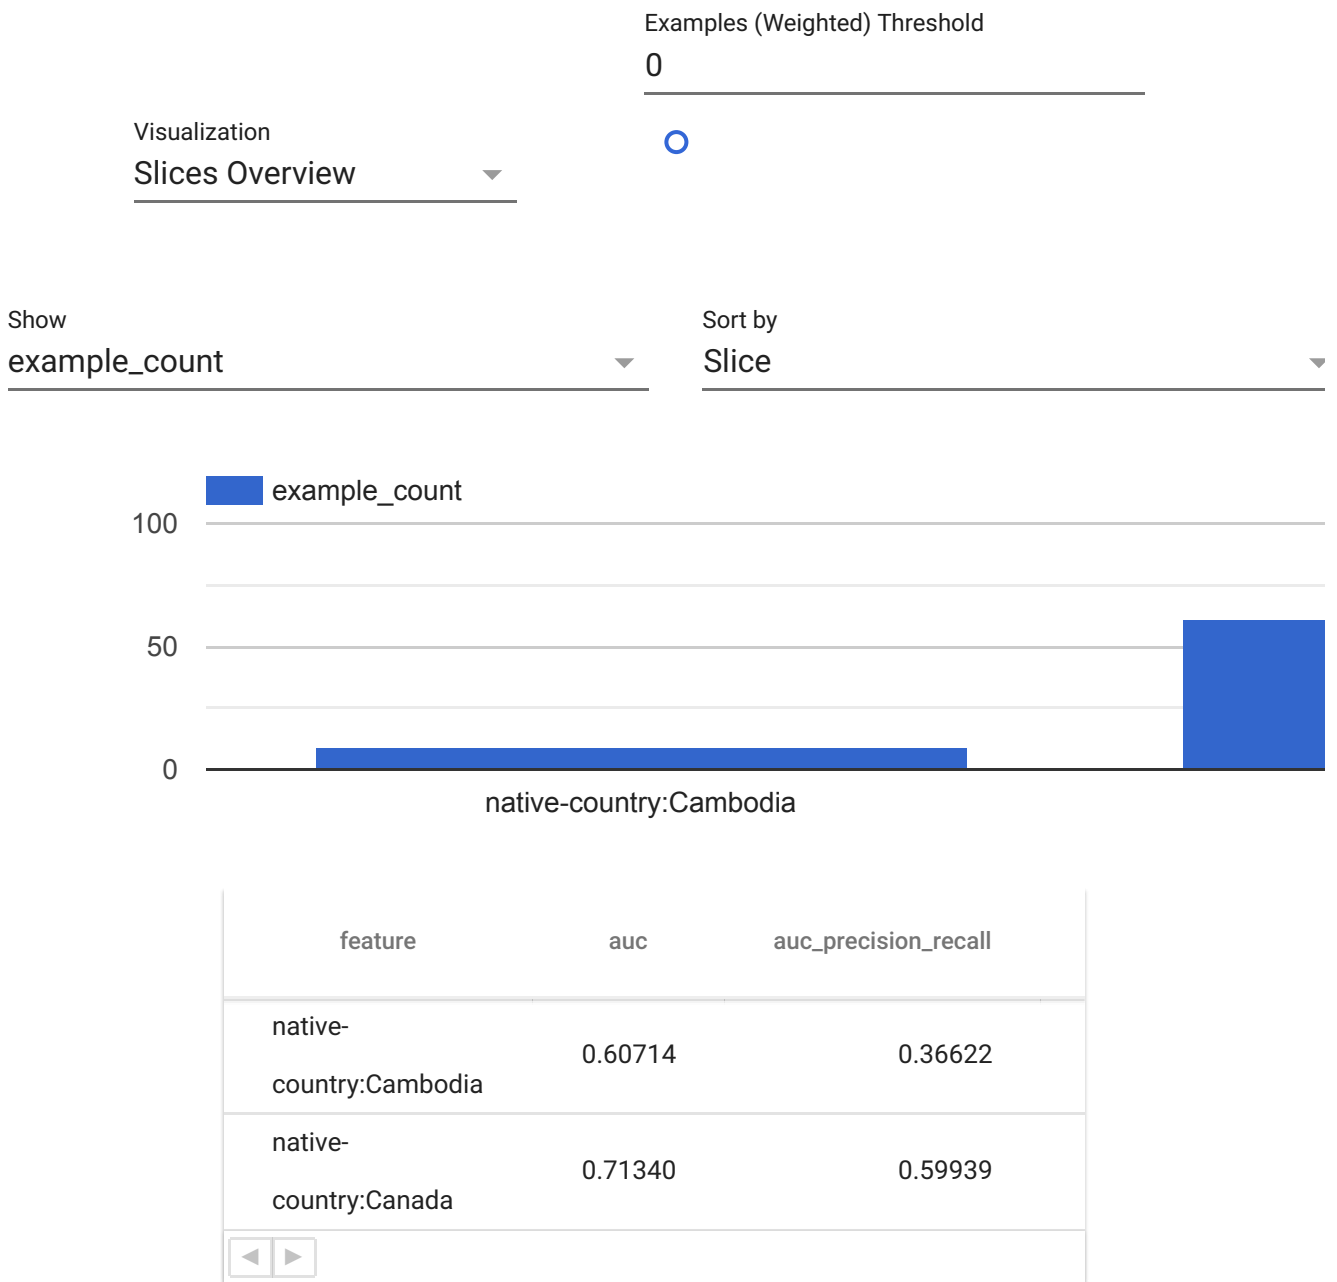 Examples (Weighted) Threshold
0
Visualization
Slices Overview
Show
example_count
Sort by
Slice
example_count
100
50
0
native-country:Cambodia
feature auc auc_precision_recall
native-
country:Cambodia 0.60714 0.36622
native-
country:Canada 0.71340 0.59939